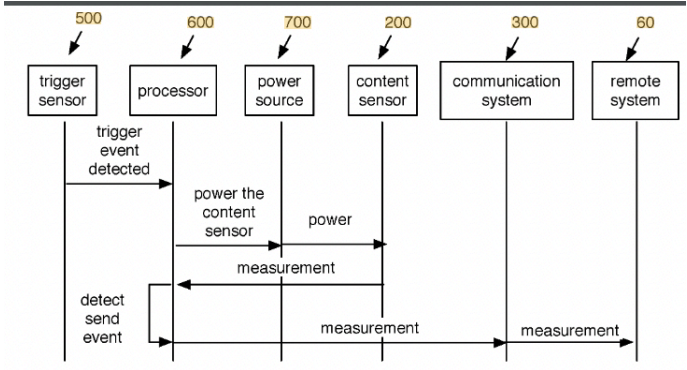 500 600 700 200 300 60
trigger
sensor
processor
power
source
content
sensor
communication
system
remote
system
trigger
event
detected
power the
content
sensor
power
measurement
detect
send
event
measurement
measurement